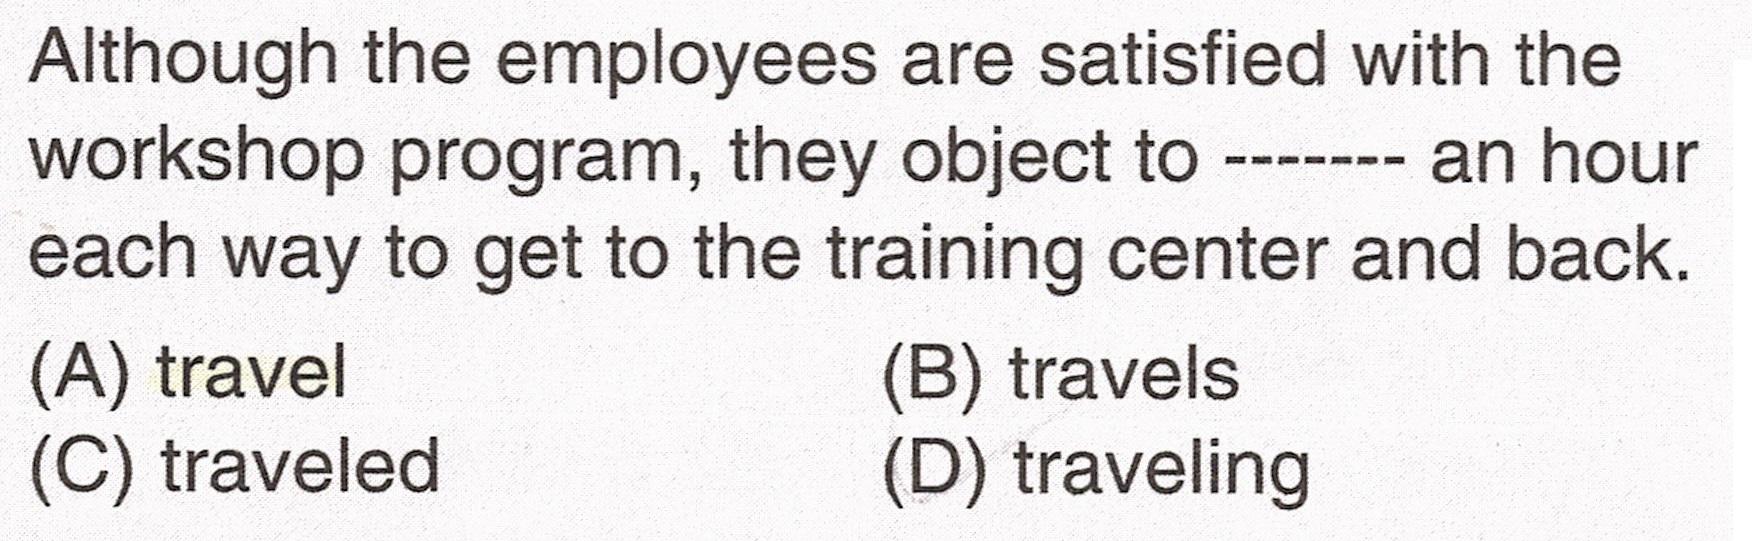 Although the employees are satisfied with the
workshop program, they object to ------- an hour
each way to get to the training center and back.
(A) travel (B) travels
(C) traveled (D) traveling